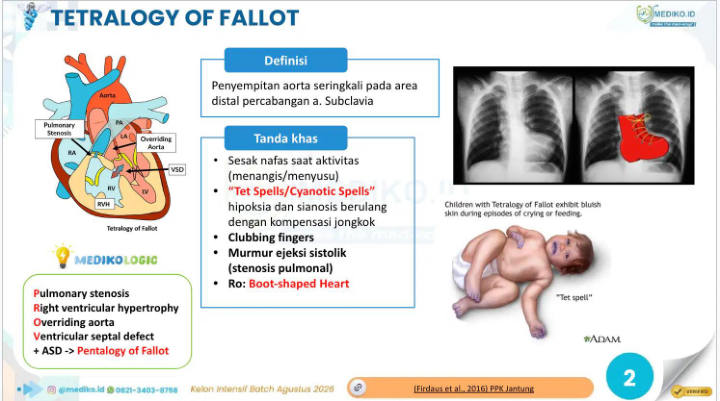 TETRALOGY OF FALLOT
MEDIKO.ID
Definisi
Penyempitan aorta seringkali pada area
distal percabangan a. Subclavia
Tanda khas
• Sesak nafas saat aktivitas
(menangis/menyusu)
• “Tet Spells/Cyanotic Spells”
hipoksia dan sianosis berulang
dengan kompensasi jongkok
• Clubbing fingers
• Murmur ejeksi sistolik
(stenosis pulmonal)
• Ro: Boot-shaped Heart
Aorta
Pulmonary
Stenosis
PA
LA
Overriding
Aorta
RA
VSD
RV
LV
RVH
Tetralogy of Fallot
MEDIKOLOGIC
Pulmonary stenosis
Right ventricular hypertrophy
Overriding aorta
Ventricular septal defect
+ ASD -> Pentalogy of Fallot
Children with Tetralogy of Fallot exhibit bluish
skin during episodes of crying or feeding.
"Tet spell"
ADAM
@mediko.id 0821-3403-8758
Kelan Intensif Batch Agustus 2026
(Firdaus et al., 2016) PPK Jantung
2
VERIFIED